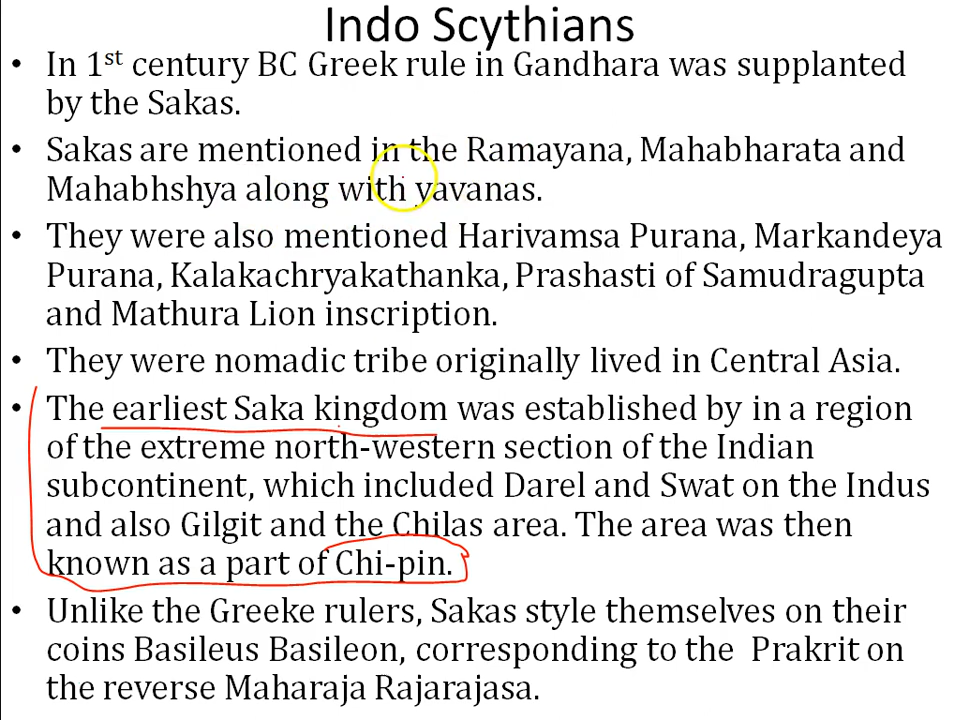 Indo Scythians
• In 1st century BC Greek rule in Gandhara was supplanted
by the Sakas.
• Sakas are mentioned in the Ramayana, Mahabharata and
Mahabhshya along with yavanas.
• They were also mentioned Harivamsa Purana, Markandeya
Purana, Kalakachryakathanka, Prashasti of Samudragupta
and Mathura Lion inscription.
• They were nomadic tribe originally lived in Central Asia.
• The earliest Saka kingdom was established by in a region
of the extreme north-western section of the Indian
subcontinent, which included Darel and Swat on the Indus
and also Gilgit and the Chilas area. The area was then
known as a part of Chi-pin.
• Unlike the Greeke rulers, Sakas style themselves on their
coins Basileus Basileon, corresponding to the Prakrit on
the reverse Maharaja Rajarajasa.